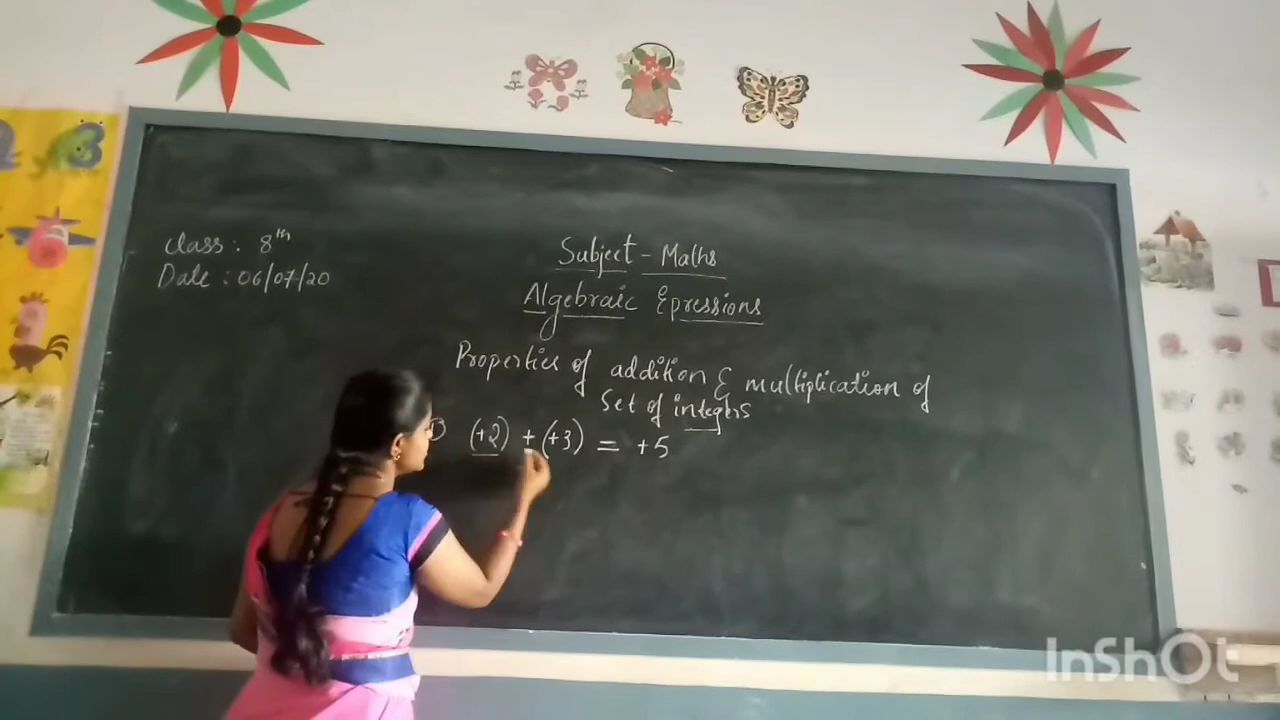 Class: 8th
Date: 06/07/20
Subject - Maths
Algebraic Epressions
Properties of addition & multiplication of
Set of integers
(+2) + (+3) = +5
InShOt